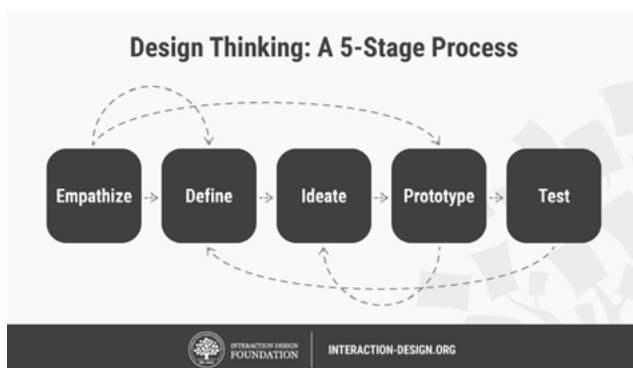 Design Thinking: A 5-Stage Process
Empathize
Define
Ideate
Prototype
Test
INTERACTION DESIGN
FOUNDATION
INTERACTION-DESIGN.ORG